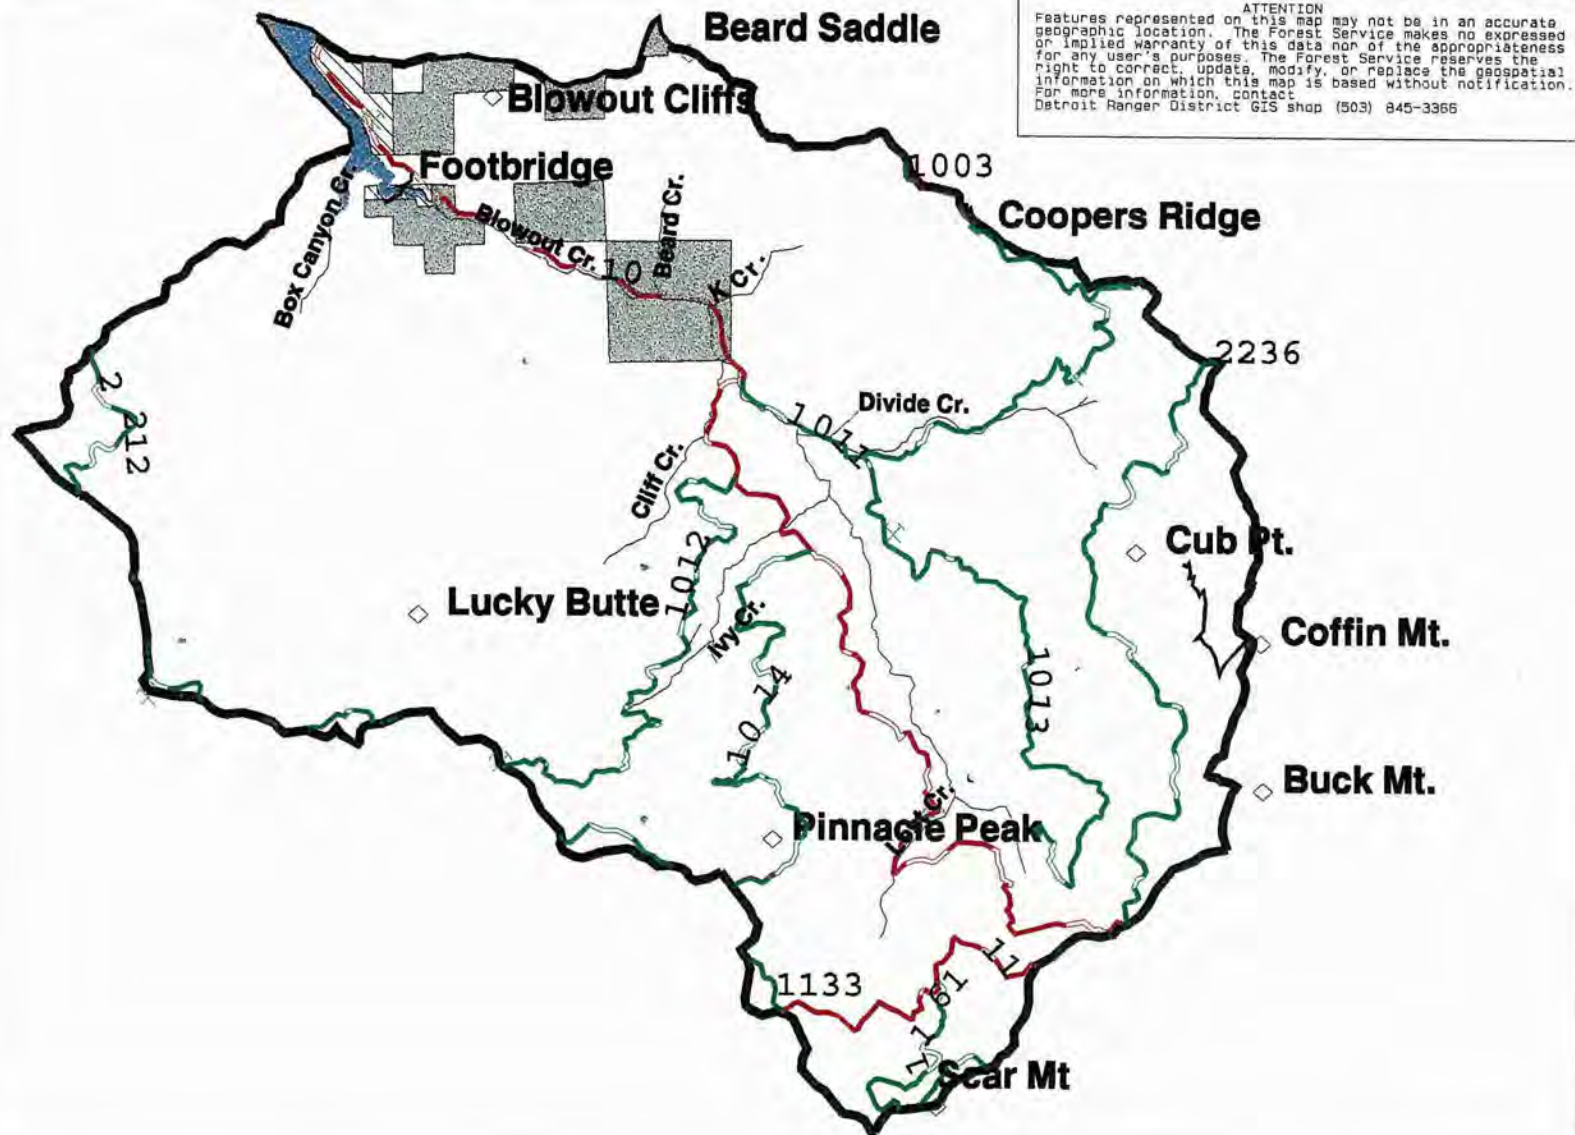 ATTENTION
Features represented on this map may not be in an accurate
geographic location. The Forest Service makes no expressed
or implied warranty of this data nor of the appropriateness
for any user's purposes. The Forest Service reserves the
right to correct, update, modify, or replace the geospatial
information on which this map is based without notification.
For more information, contact
Detroit Ranger District GIS shop (503) 845-3366
Beard Saddle
Blowout Cliffs
Footbridge
1003
Coopers Ridge
Box Canyon Cr.
Blowout Cr.
10
Beard Cr.
K Cr.
2236
2
212
Divide Cr.
1011
Cliff Cr.
Cub Pt.
1012
Lucky Butte
Ivy Cr.
Coffin Mt.
1013
10 14
Buck Mt.
Pinnacle Peak
Cr.
11
1133
1161
Scar Mt